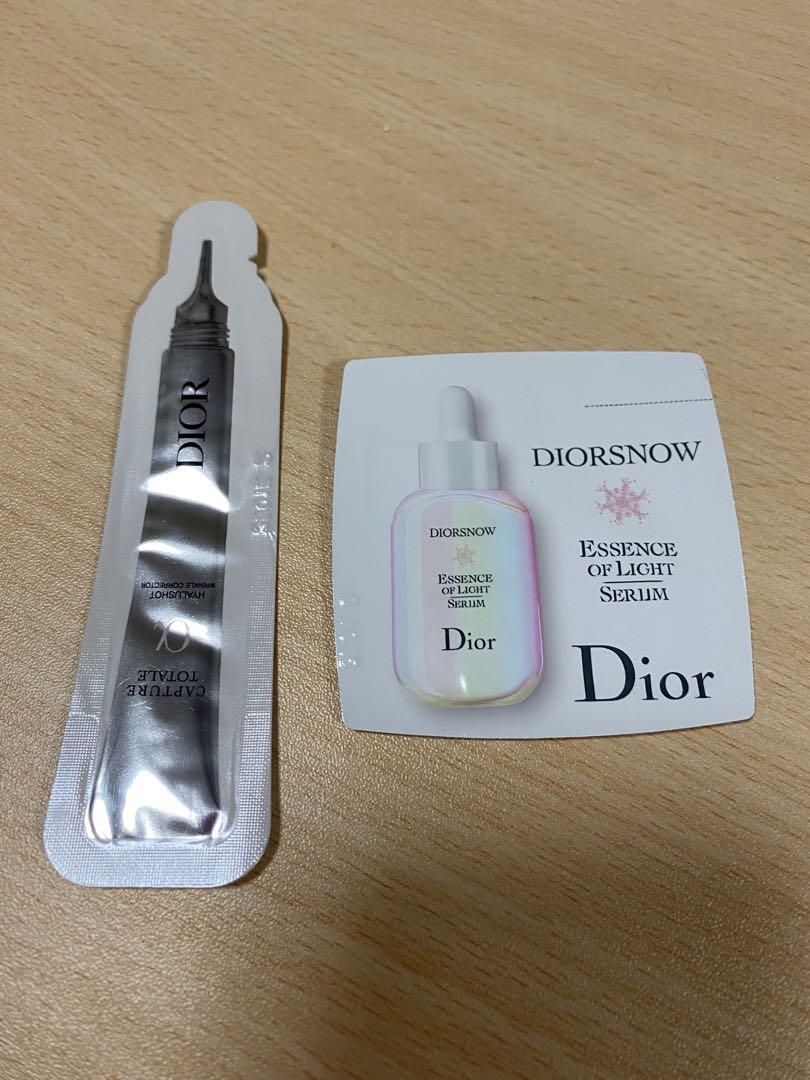 DIOR
HYALUSHOT
WRINKLE CORRECTOR
α
CAPTURE
TOTALE
DIORSNOW
ESSENCE
OF LIGHT
SERUM
Dior
DIORSNOW
ESSENCE
OF LIGHT
SERUM
Dior